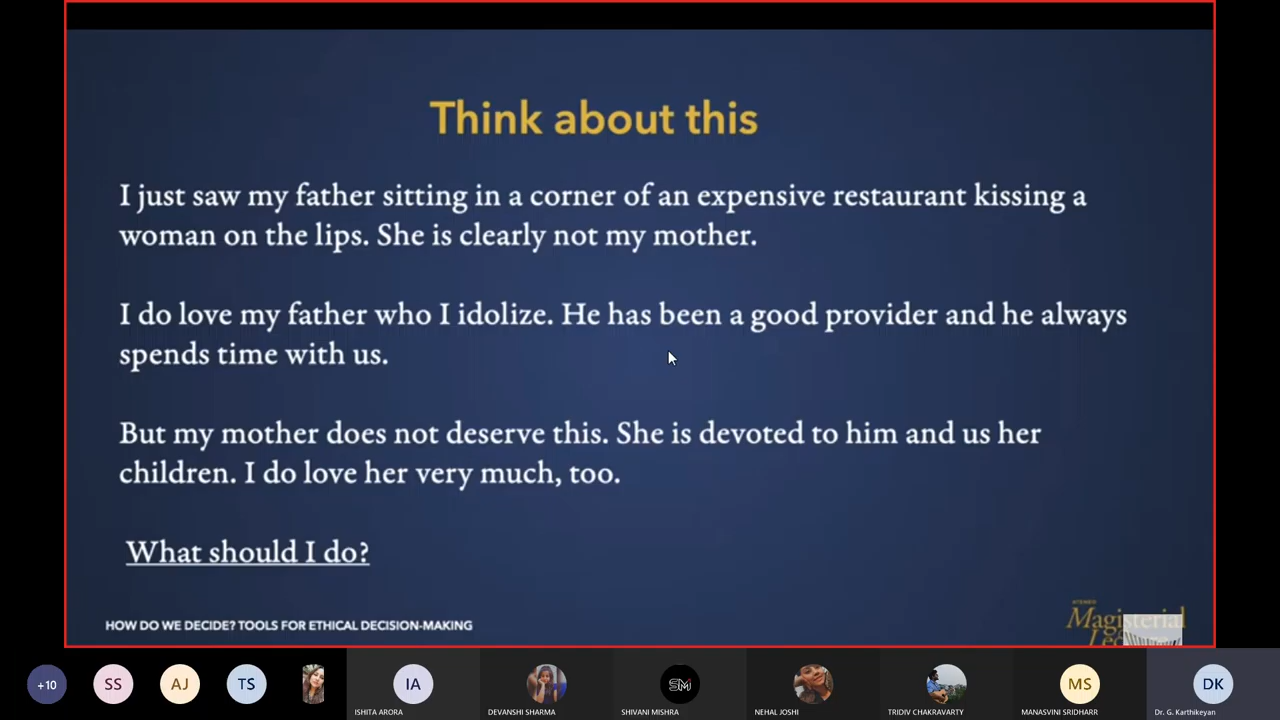 Think about this
I just saw my father sitting in a corner of an expensive restaurant kissing a
woman on the lips. She is clearly not my mother.
I do love my father who I idolize. He has been a good provider and he always
spends time with us.
But my mother does not deserve this. She is devoted to him and us her
children. I do love her very much, too.
What should I do?
HOW DO WE DECIDE? TOOLS FOR ETHICAL DECISION-MAKING
Magisterial
+10
SS
AJ
TS
IA
SM
MS
DK
ISHITA ARORA
DEVANSHI SHARMA
SHIVANI MISHRA
NEHAL JOSHI
TRIDIV CHAKRAVARTY
MANASVINI SRIDHARR
Dr. G. Karthikeyan